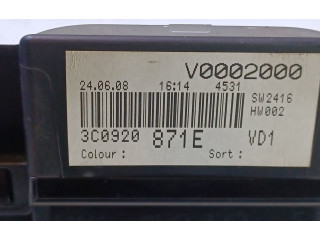 V0002000
24.06.08 16:14 4531
SW2416
HW002
3C0920 871E VD1
Colour : Sort :